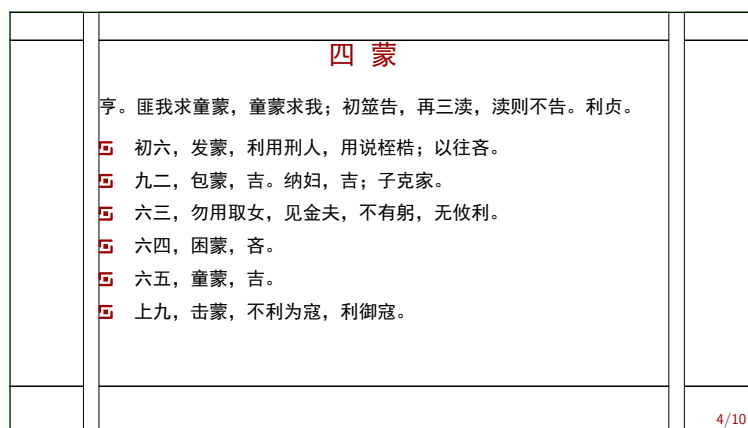 四 蒙
亨。匪我求童蒙，童蒙求我；初筮告，再三渎，渎则不告。利贞。
初六，发蒙，利用刑人，用说桎梏；以往吝。
九二，包蒙，吉。纳妇，吉；子克家。
六三，勿用取女，见金夫，不有躬，无攸利。
六四，困蒙，吝。
六五，童蒙，吉。
上九，击蒙，不利为寇，利御寇。
4/10